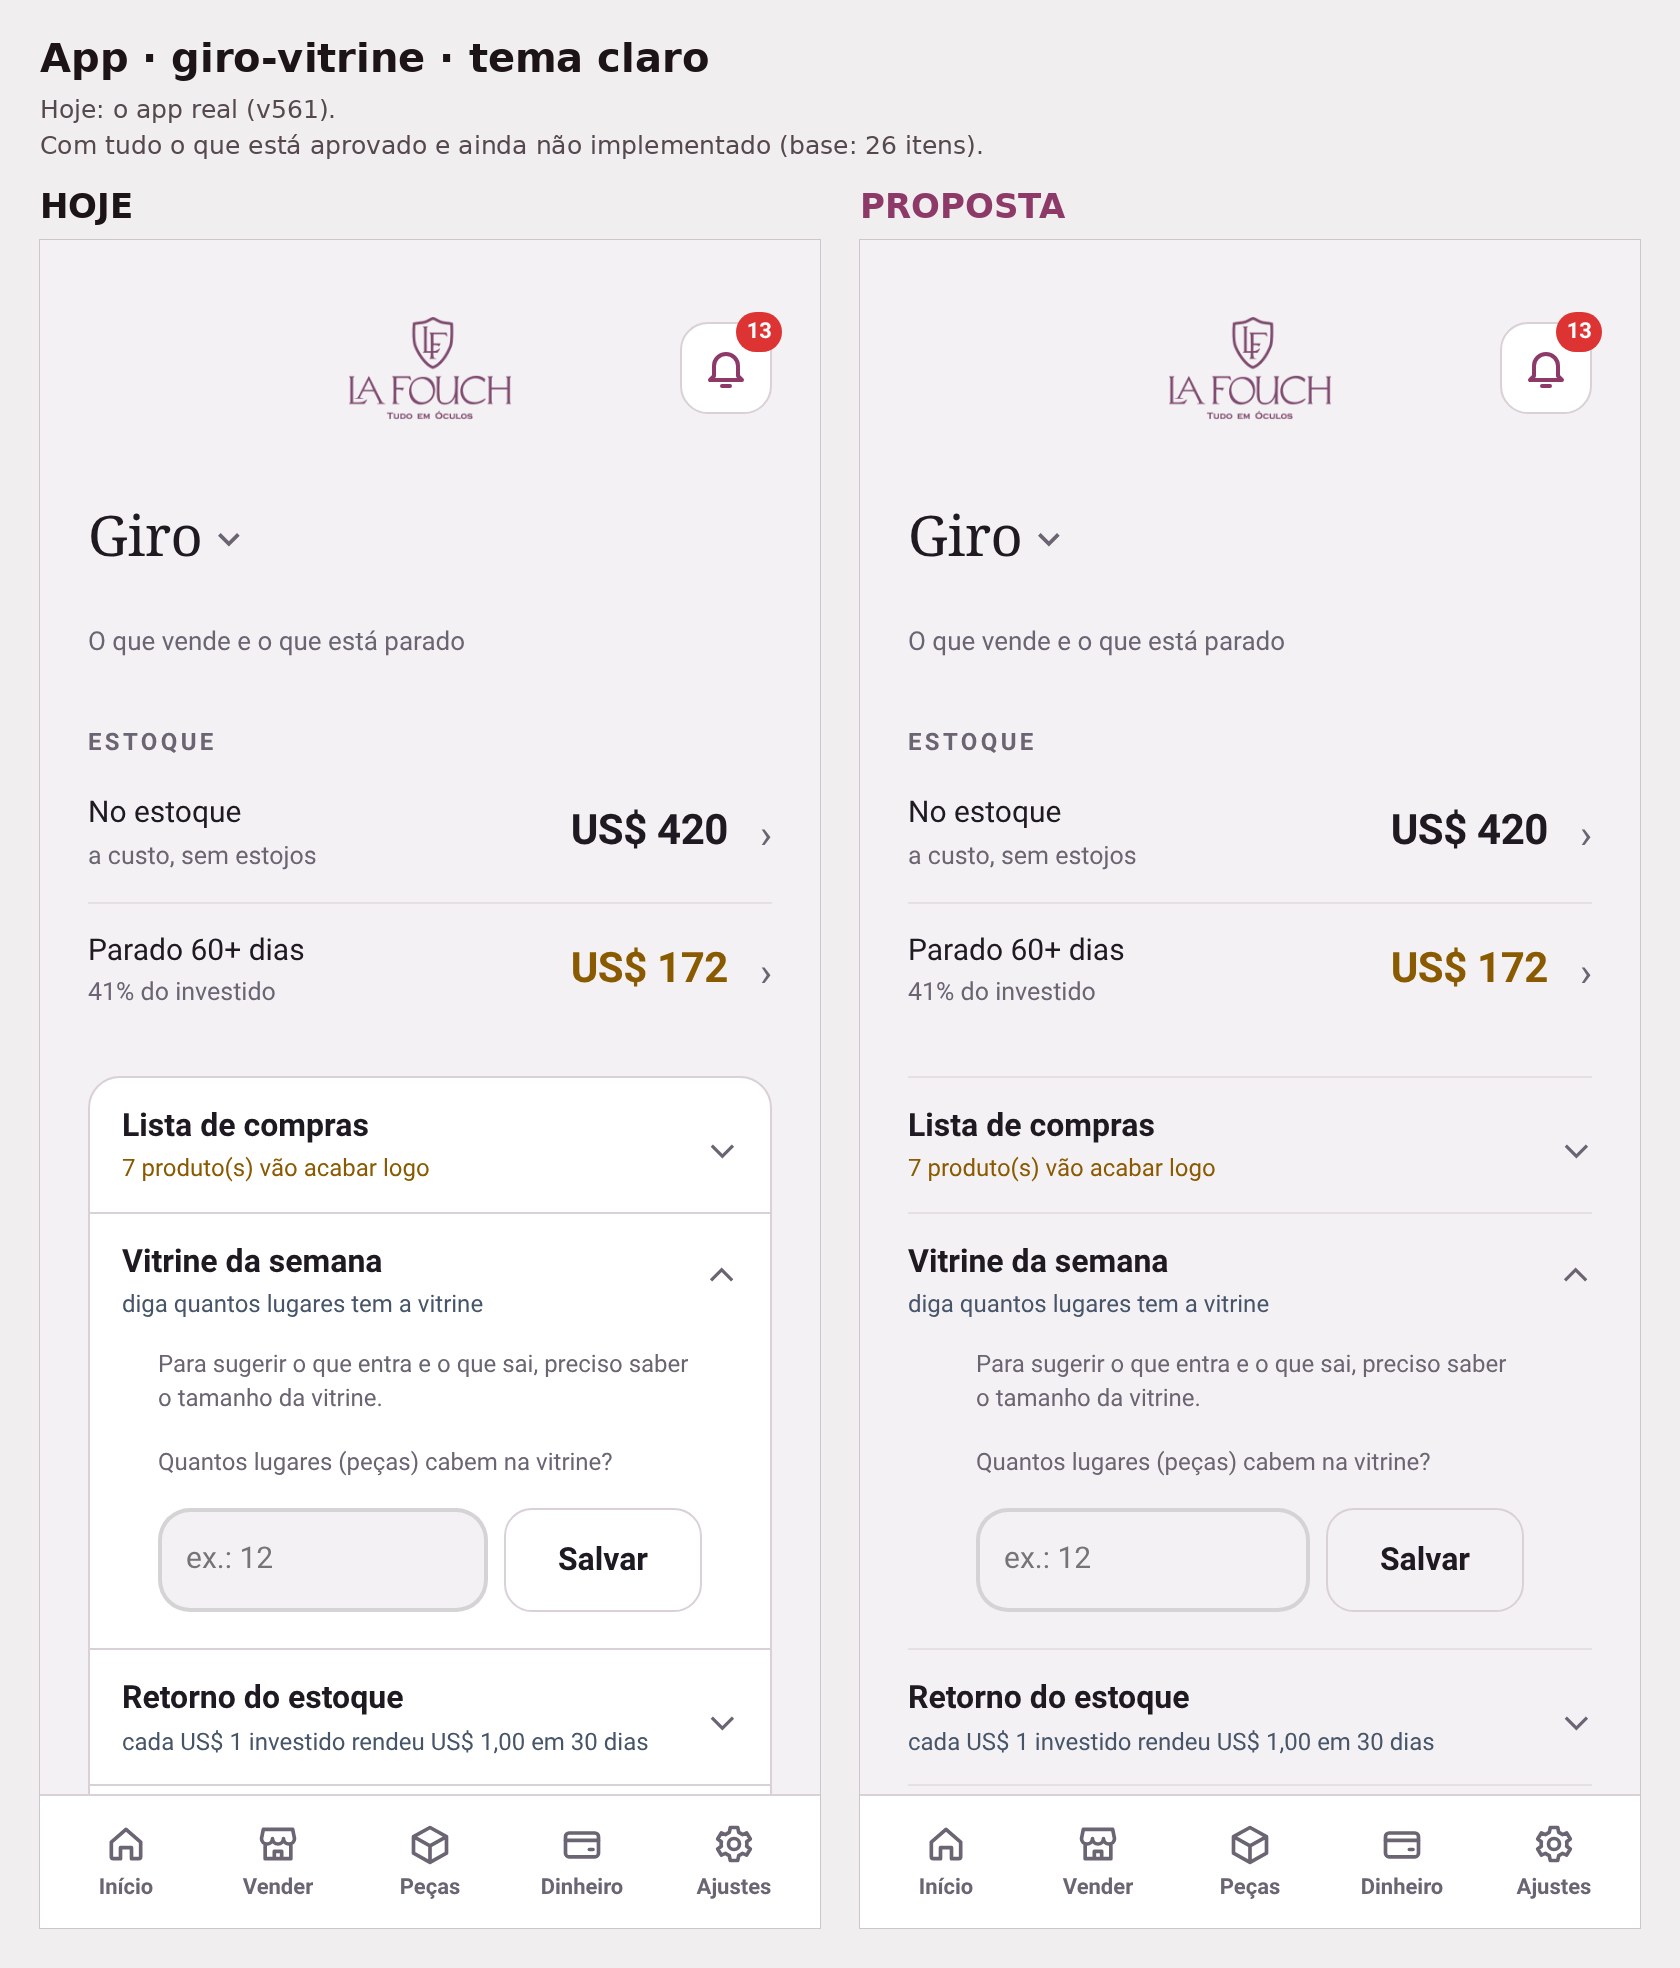 App · giro-vitrine · tema claro
Hoje: o app real (v561).
Com tudo o que está aprovado e ainda não implementado (base: 26 itens).
HOJE
LF
LA FOUCH
TUDO EM ÓCULOS
13
Giro
O que vende e o que está parado
ESTOQUE
No estoque
US$ 420
a custo, sem estojos
Parado 60+ dias
US$ 172
41% do investido
Lista de compras
7 produto(s) vão acabar logo
Vitrine da semana
diga quantos lugares tem a vitrine
Para sugerir o que entra e o que sai, preciso saber
o tamanho da vitrine.
Quantos lugares (peças) cabem na vitrine?
ex.: 12
Salvar
Retorno do estoque
cada US$ 1 investido rendeu US$ 1,00 em 30 dias
Início
Vender
Peças
Dinheiro
Ajustes
PROPOSTA
LF
LA FOUCH
TUDO EM ÓCULOS
13
Giro
O que vende e o que está parado
ESTOQUE
No estoque
US$ 420
a custo, sem estojos
Parado 60+ dias
US$ 172
41% do investido
Lista de compras
7 produto(s) vão acabar logo
Vitrine da semana
diga quantos lugares tem a vitrine
Para sugerir o que entra e o que sai, preciso saber
o tamanho da vitrine.
Quantos lugares (peças) cabem na vitrine?
ex.: 12
Salvar
Retorno do estoque
cada US$ 1 investido rendeu US$ 1,00 em 30 dias
Início
Vender
Peças
Dinheiro
Ajustes